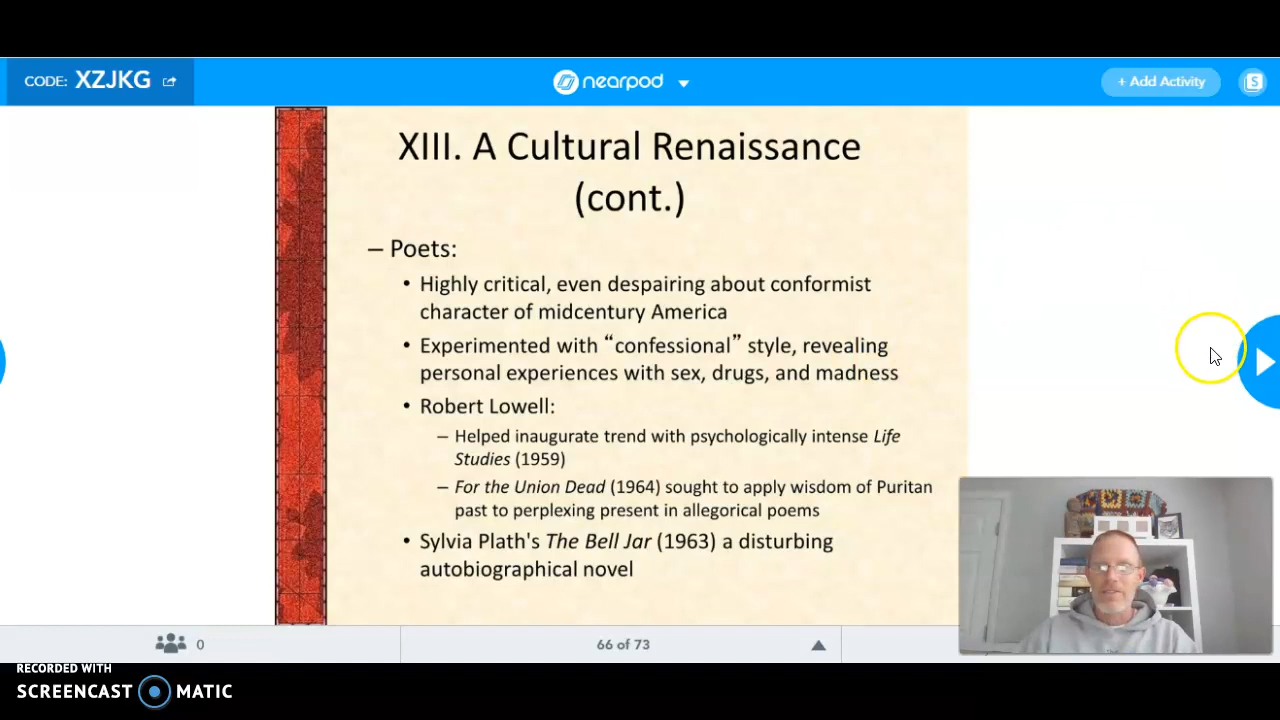 CODE: XZJKG
nearpod
+ Add Activity
S
XIII. A Cultural Renaissance
(cont.)
– Poets:
• Highly critical, even despairing about conformist
character of midcentury America
• Experimented with “confessional” style, revealing
personal experiences with sex, drugs, and madness
• Robert Lowell:
– Helped inaugurate trend with psychologically intense Life
Studies (1959)
– For the Union Dead (1964) sought to apply wisdom of Puritan
past to perplexing present in allegorical poems
• Sylvia Plath's The Bell Jar (1963) a disturbing
autobiographical novel
0
66 of 73
RECORDED WITH
SCREENCAST MATIC